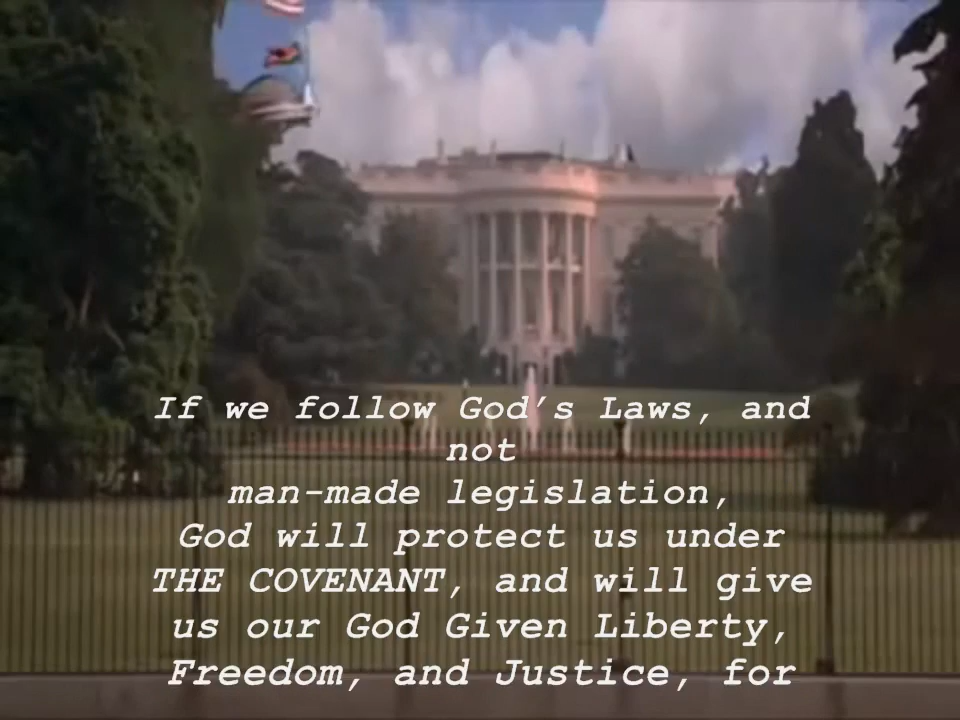 If we follow God's Laws, and
not
man-made legislation,
God will protect us under
THE COVENANT, and will give
us our God Given Liberty,
Freedom, and Justice, for